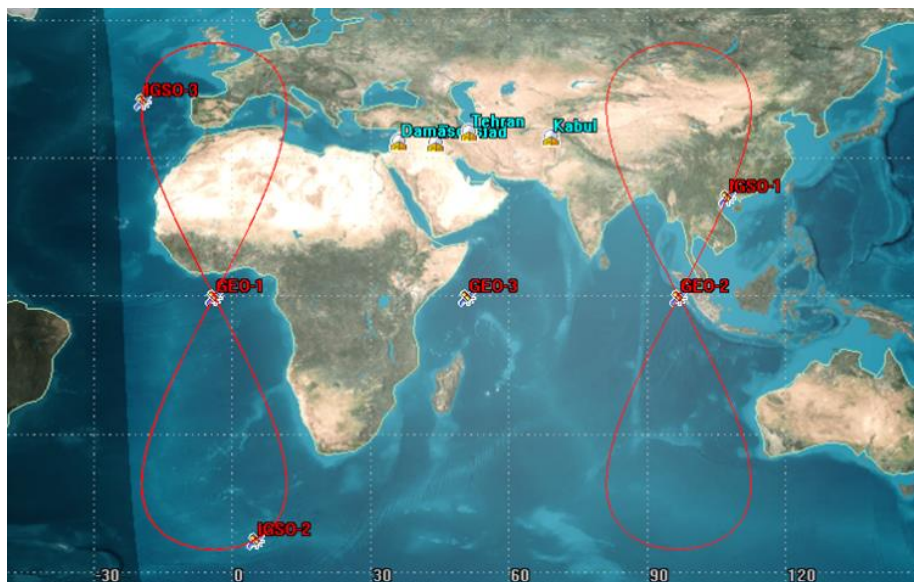 IGSO-3
Tehran
Kabul
IGSO-1
GEO-1
GEO-3
GEO-2
IGSO-2
-30
0
30
60
90
120